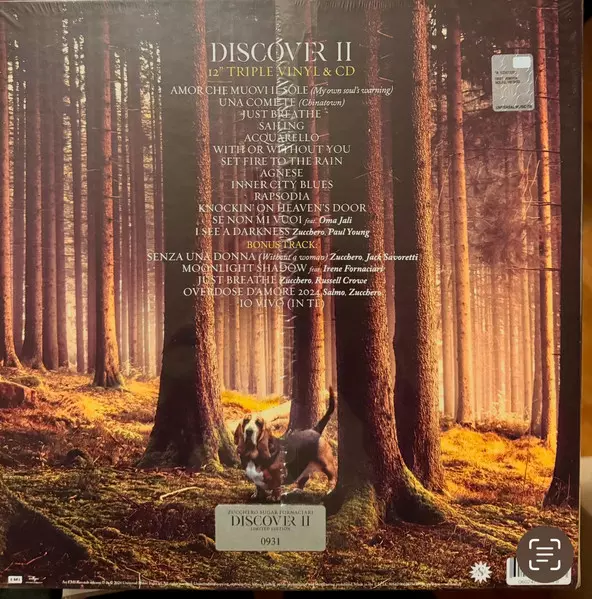 DISCOVER II
12" TRIPLE VINYL & CD
AMOR CHE MUOVI IL SOLE (My own soul's warning)
UNA COME TE (Chinatown)
JUST BREATHE
SAILING
ACQUARELLO
WITH OR WITHOUT YOU
SET FIRE TO THE RAIN
AGNESE
INNER CITY BLUES
RAPSODIA
KNOCKIN' ON HEAVEN'S DOOR
SE NON MI VUOI feat. Oma Jali
I SEE A DARKNESS Zucchero, Paul Young
BONUS TRACK:
SENZA UNA DONNA (Without a woman) Zucchero, Jack Savoretti
MOONLIGHT SHADOW feat. Irene Fornaciari
JUST BREATHE Zucchero, Russell Crowe
OVERDOSE D'AMORE 2024 Salmo, Zucchero
IO VIVO (IN TE)
ZUCCHERO SUGAR FORNACIARI
DISCOVER II
LIMITED EDITION
0931
EMI